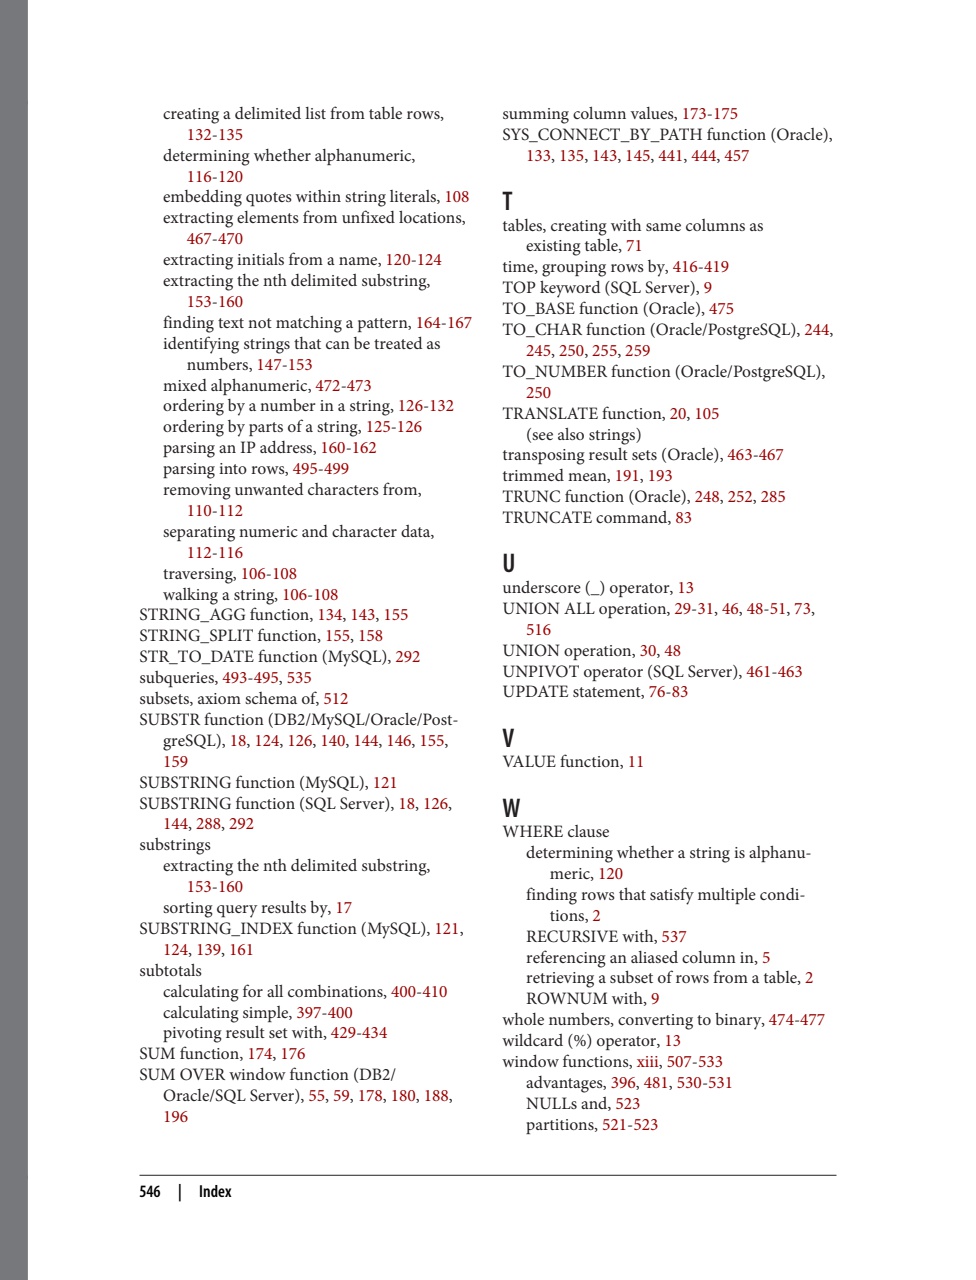 creating a delimited list from table rows,
132-135
determining whether alphanumeric,
116-120
embedding quotes within string literals, 108
extracting elements from unfixed locations,
467-470
extracting initials from a name, 120-124
extracting the nth delimited substring,
153-160
finding text not matching a pattern, 164-167
identifying strings that can be treated as
numbers, 147-153
mixed alphanumeric, 472-473
ordering by a number in a string, 126-132
ordering by parts of a string, 125-126
parsing an IP address, 160-162
parsing into rows, 495-499
removing unwanted characters from,
110-112
separating numeric and character data,
112-116
traversing, 106-108
walking a string, 106-108
STRING_AGG function, 134, 143, 155
STRING_SPLIT function, 155, 158
STR_TO_DATE function (MySQL), 292
subqueries, 493-495, 535
subsets, axiom schema of, 512
SUBSTR function (DB2/MySQL/Oracle/Post-
greSQL), 18, 124, 126, 140, 144, 146, 155,
159
SUBSTRING function (MySQL), 121
SUBSTRING function (SQL Server), 18, 126,
144, 288, 292
substrings
extracting the nth delimited substring,
153-160
sorting query results by, 17
SUBSTRING_INDEX function (MySQL), 121,
124, 139, 161
subtotals
calculating for all combinations, 400-410
calculating simple, 397-400
pivoting result set with, 429-434
SUM function, 174, 176
SUM OVER window function (DB2/
Oracle/SQL Server), 55, 59, 178, 180, 188,
196
summing column values, 173-175
SYS_CONNECT_BY_PATH function (Oracle),
133, 135, 143, 145, 441, 444, 457
T
tables, creating with same columns as
existing table, 71
time, grouping rows by, 416-419
TOP keyword (SQL Server), 9
TO_BASE function (Oracle), 475
TO_CHAR function (Oracle/PostgreSQL), 244,
245, 250, 255, 259
TO_NUMBER function (Oracle/PostgreSQL),
250
TRANSLATE function, 20, 105
(see also strings)
transposing result sets (Oracle), 463-467
trimmed mean, 191, 193
TRUNC function (Oracle), 248, 252, 285
TRUNCATE command, 83
U
underscore (_) operator, 13
UNION ALL operation, 29-31, 46, 48-51, 73,
516
UNION operation, 30, 48
UNPIVOT operator (SQL Server), 461-463
UPDATE statement, 76-83
V
VALUE function, 11
W
WHERE clause
determining whether a string is alphanu-
meric, 120
finding rows that satisfy multiple condi-
tions, 2
RECURSIVE with, 537
referencing an aliased column in, 5
retrieving a subset of rows from a table, 2
ROWNUM with, 9
whole numbers, converting to binary, 474-477
wildcard (%) operator, 13
window functions, xiii, 507-533
advantages, 396, 481, 530-531
NULLs and, 523
partitions, 521-523
546 | Index